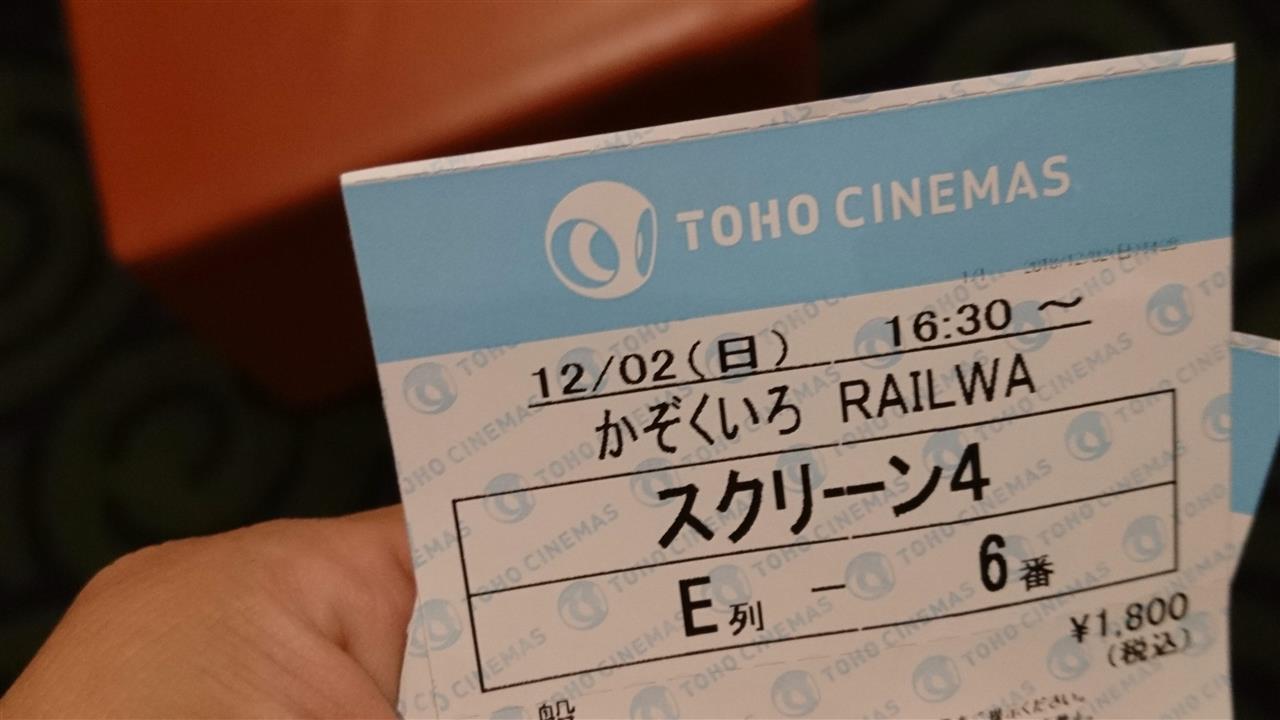 TOHO CINEMAS
12/02(日) 16:30 ～
かぞくいろ RAILWA
スクリーン4
E列 － 6番
¥1,800
(税込)